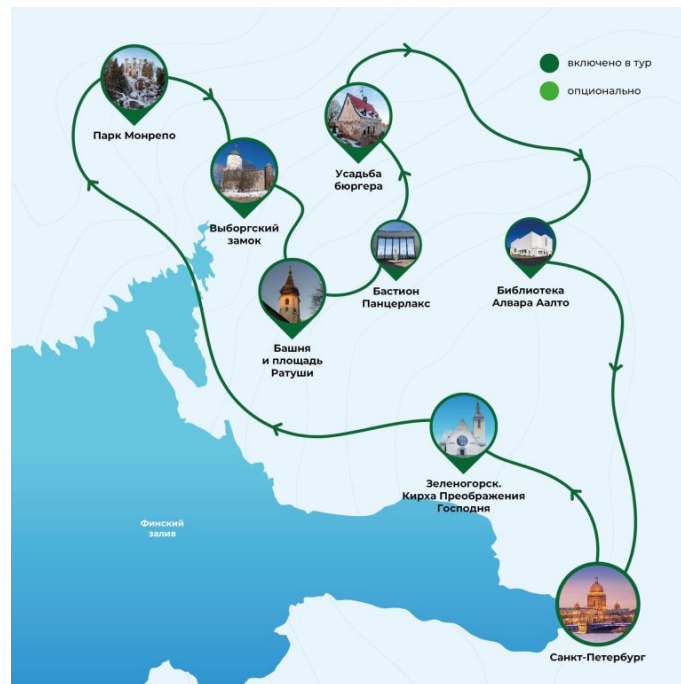 включено в тур
опционально
Парк Монрепо
Усадьба
бюргера
Выборгский
замок
Бастион
Панцерлакс
Библиотека
Алвара Аалто
Башня
и площадь
Ратуши
Зеленогорск.
Кирха Преображения
Господня
Финский
залив
Санкт-Петербург